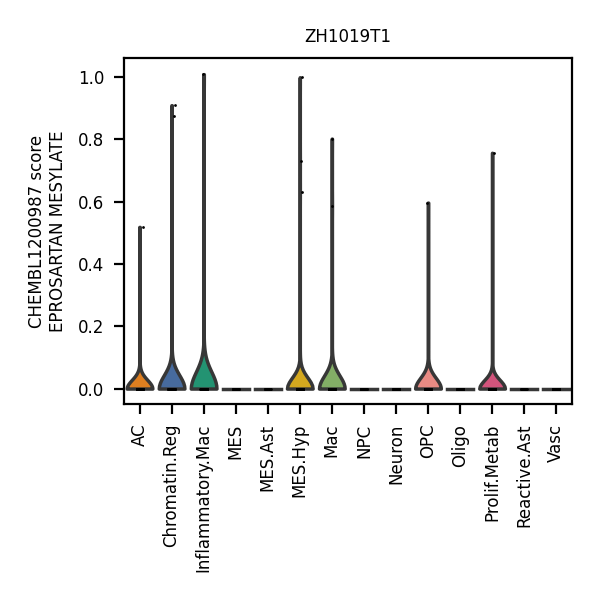 ZH1019T1
CHEMBL1200987 score
EPROSARTAN MESYLATE
1.0
0.8
0.6
0.4
0.2
0.0
AC
Chromatin.Reg
Inflammatory.Mac
MES
MES.Ast
MES.Hyp
Mac
NPC
Neuron
OPC
Oligo
Prolif.Metab
Reactive.Ast
Vasc